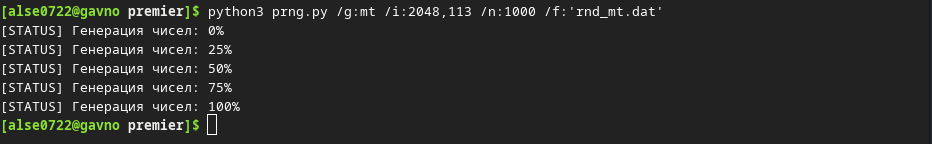 [alse0722@gavno premier]$ python3 prng.py /g:mt /i:2048,113 /n:1000 /f:'rnd_mt.dat'
[STATUS] Генерация чисел: 0%
[STATUS] Генерация чисел: 25%
[STATUS] Генерация чисел: 50%
[STATUS] Генерация чисел: 75%
[STATUS] Генерация чисел: 100%
[alse0722@gavno premier]$